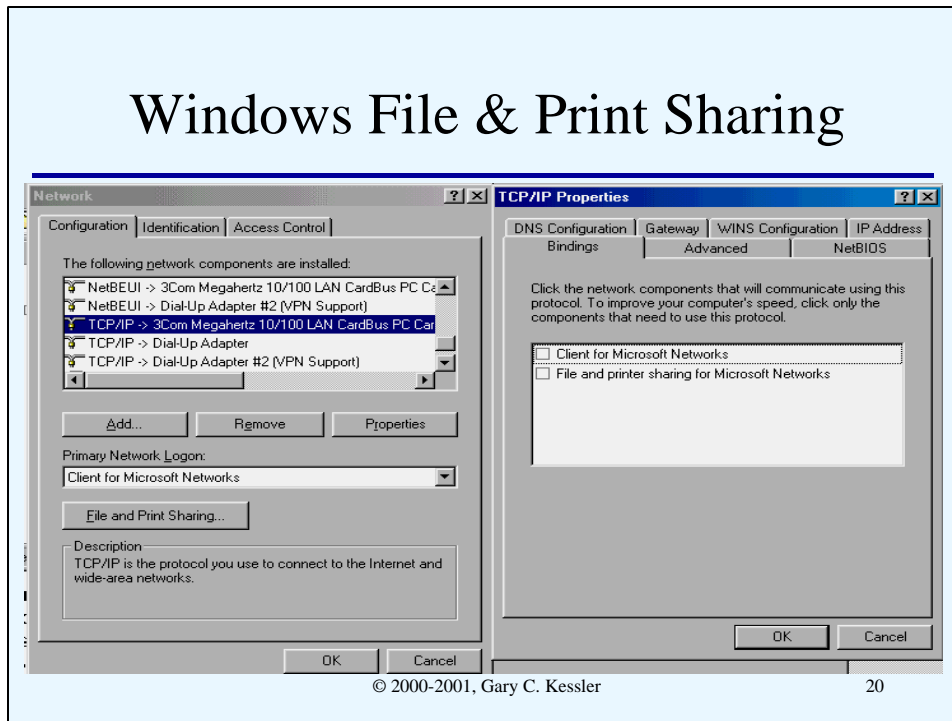 Windows File & Print Sharing
Network
Configuration Identification Access Control
The following network components are installed:
NetBEUI -> 3Com Megahertz 10/100 LAN CardBus PC Ca
NetBEUI -> Dial-Up Adapter #2 (VPN Support)
TCP/IP -> 3Com Megahertz 10/100 LAN CardBus PC Car
TCP/IP -> Dial-Up Adapter
TCP/IP -> Dial-Up Adapter #2 (VPN Support)
Add... Remove Properties
Primary Network Logon:
Client for Microsoft Networks
File and Print Sharing...
Description
TCP/IP is the protocol you use to connect to the Internet and
wide-area networks.
OK Cancel
TCP/IP Properties
DNS Configuration Gateway WINS Configuration IP Address
Bindings Advanced NetBIOS
Click the network components that will communicate using this
protocol. To improve your computer's speed, click only the
components that need to use this protocol.
Client for Microsoft Networks
File and printer sharing for Microsoft Networks
OK Cancel
© 2000-2001, Gary C. Kessler 20